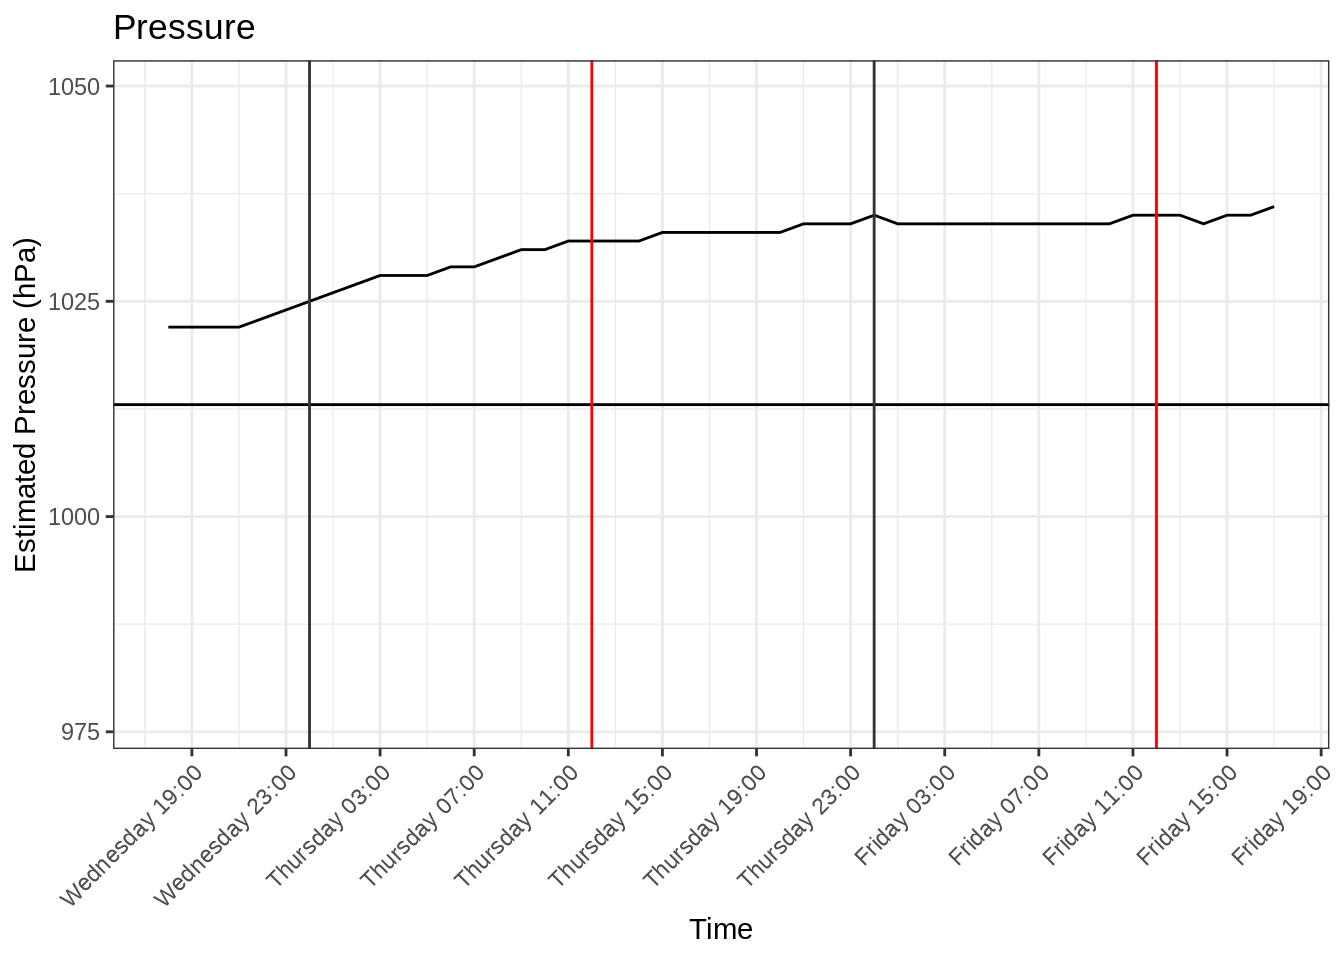 Pressure
Estimated Pressure (hPa)
1050
1025
1000
975
Wednesday 19:00
Wednesday 23:00
Thursday 03:00
Thursday 07:00
Thursday 11:00
Thursday 15:00
Thursday 19:00
Thursday 23:00
Friday 03:00
Friday 07:00
Friday 11:00
Friday 15:00
Friday 19:00
Time